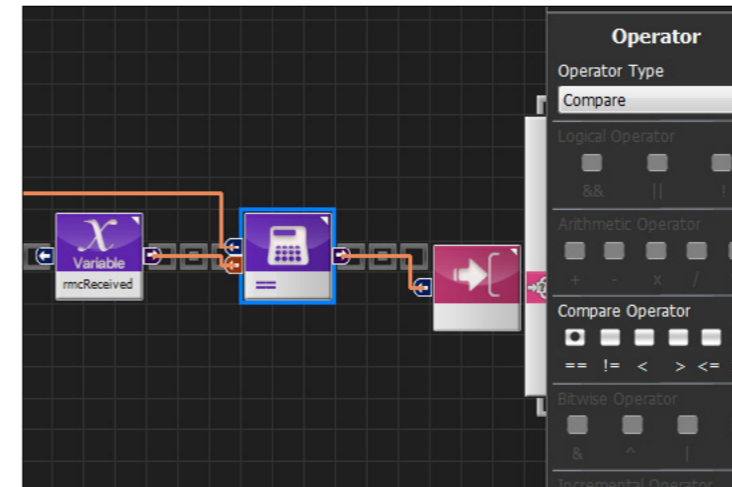 Operator
Operator Type
Compare
Logical Operator
&& || !
Arithmetic Operator
+ - x /
Compare Operator
== != < > <=
Bitwise Operator
& ^ |
Incremental Operator
X
Variable
rmcReceived
==